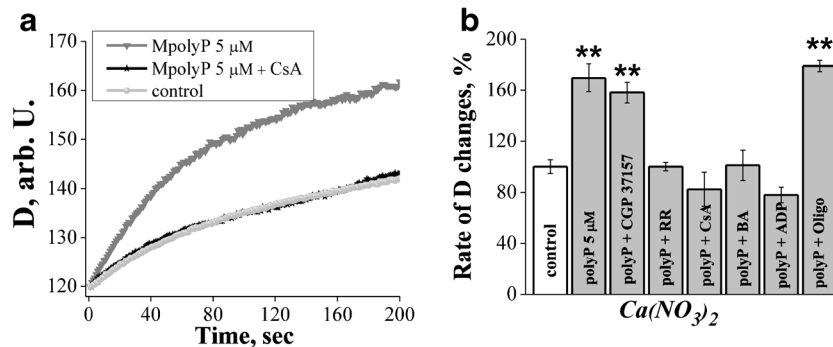 a
MpolyP 5 μM
MpolyP 5 μM + CsA
control
D, arb. U.
170
160
150
140
130
120
0
40
80
120
160
200
Time, sec
b
Rate of D changes, %
200
160
120
80
40
0
**
**
**
control
polyP 5 μM
polyP + CGP 37157
polyP + RR
polyP + CsA
polyP + BA
polyP + ADP
polyP + Oligo
Ca(NO₃)₂